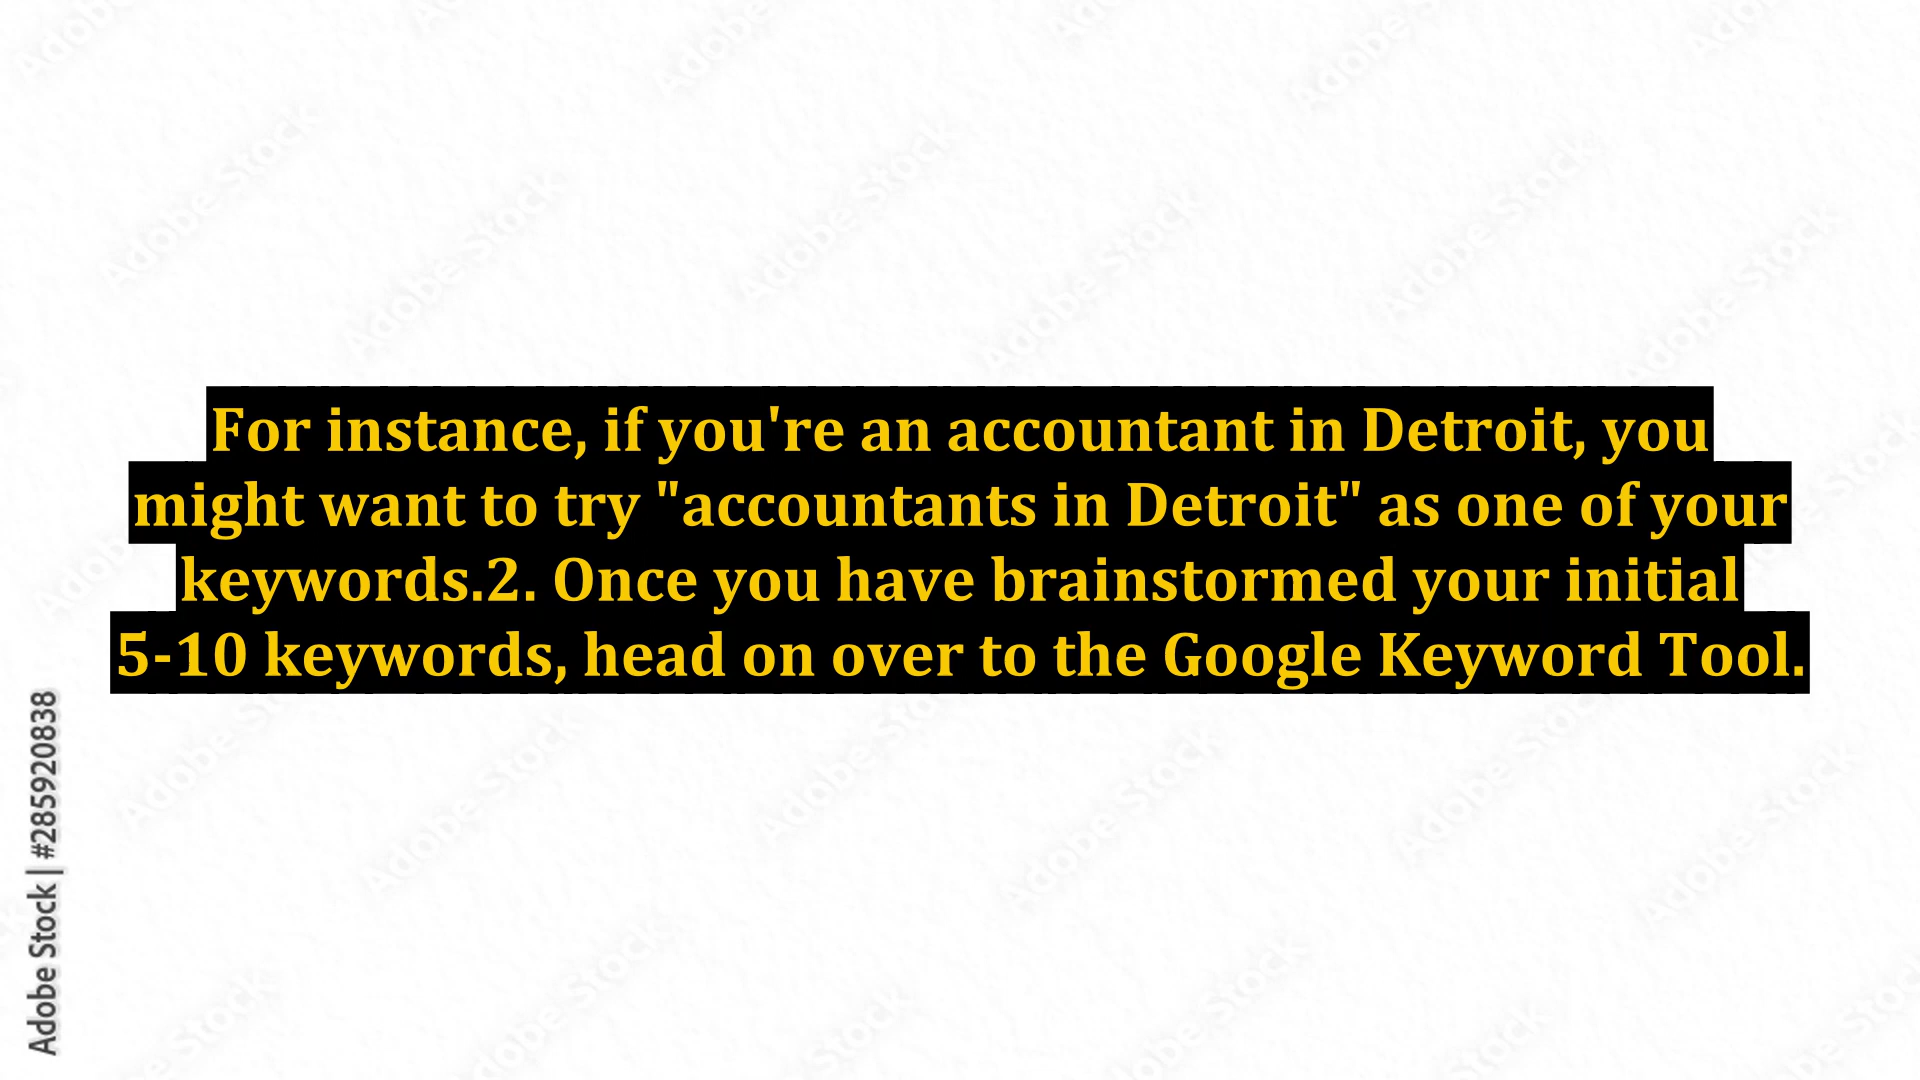 For instance, if you're an accountant in Detroit, you
might want to try "accountants in Detroit" as one of your
keywords.2. Once you have brainstormed your initial
5-10 keywords, head on over to the Google Keyword Tool.
Adobe Stock | #285920838